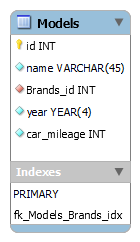 Models
id INT
name VARCHAR(45)
Brands_id INT
year YEAR(4)
car_mileage INT
Indexes
PRIMARY
fk_Models_Brands_idx